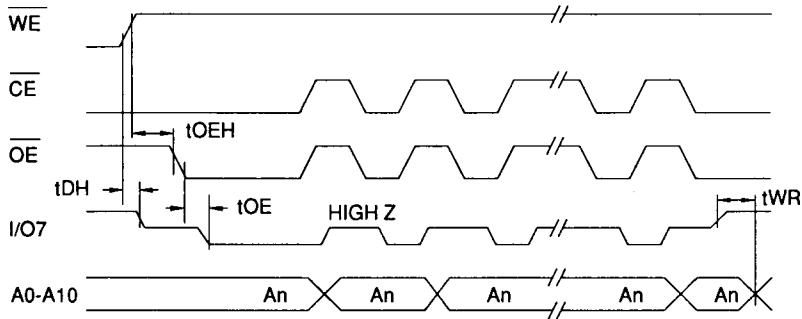 WE
CE
tOEH
OE
tDH
tOE
tWR
HIGH Z
I/O7
A0-A10 An An An An An